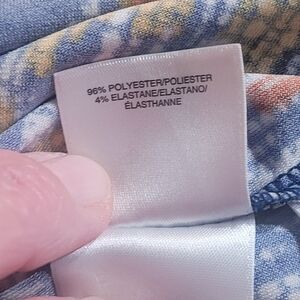 96% POLYESTER/POLIESTER
4% ELASTANE/ELASTANO/
ÉLASTHANNE